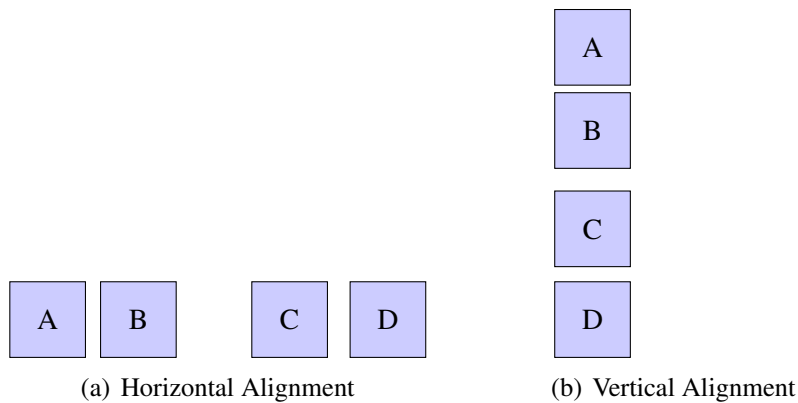 A
B
C
D
A B C D
(a) Horizontal Alignment
(b) Vertical Alignment